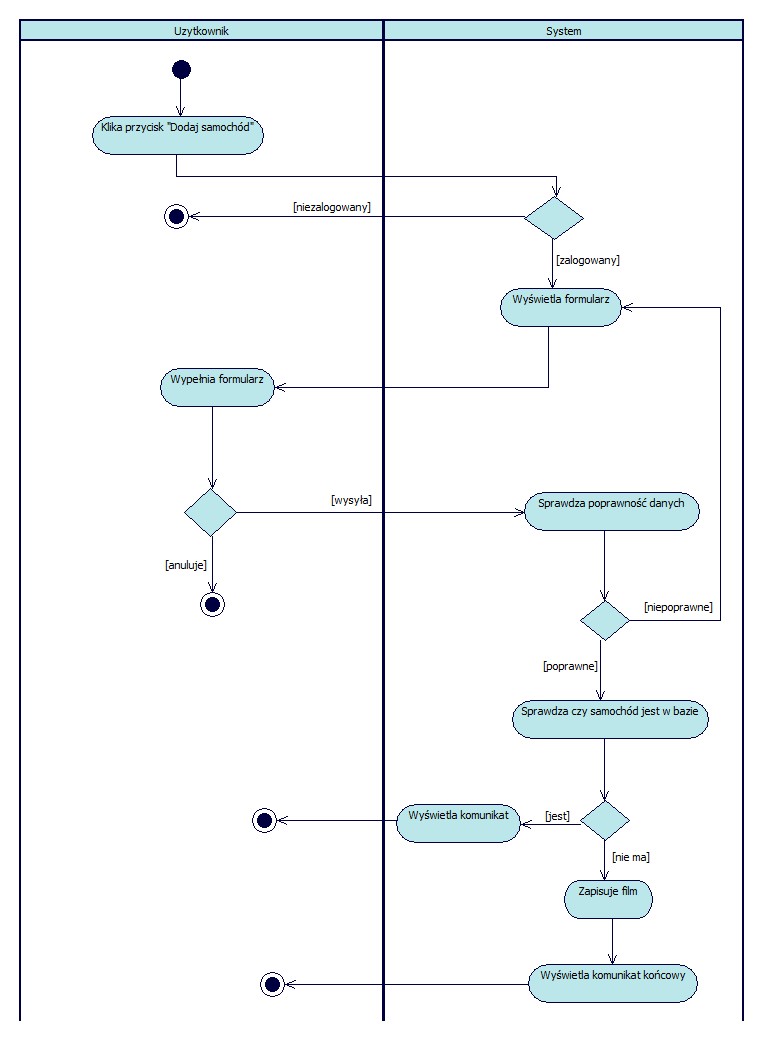 Uzytkownik
System
Klika przycisk "Dodaj samochód"
[niezalogowany]
[zalogowany]
Wyświetla formularz
Wypełnia formularz
[wysyła]
Sprawdza poprawność danych
[anuluje]
[niepoprawne]
[poprawne]
Sprawdza czy samochód jest w bazie
Wyświetla komunikat
[jest]
[nie ma]
Zapisuje film
Wyświetla komunikat końcowy